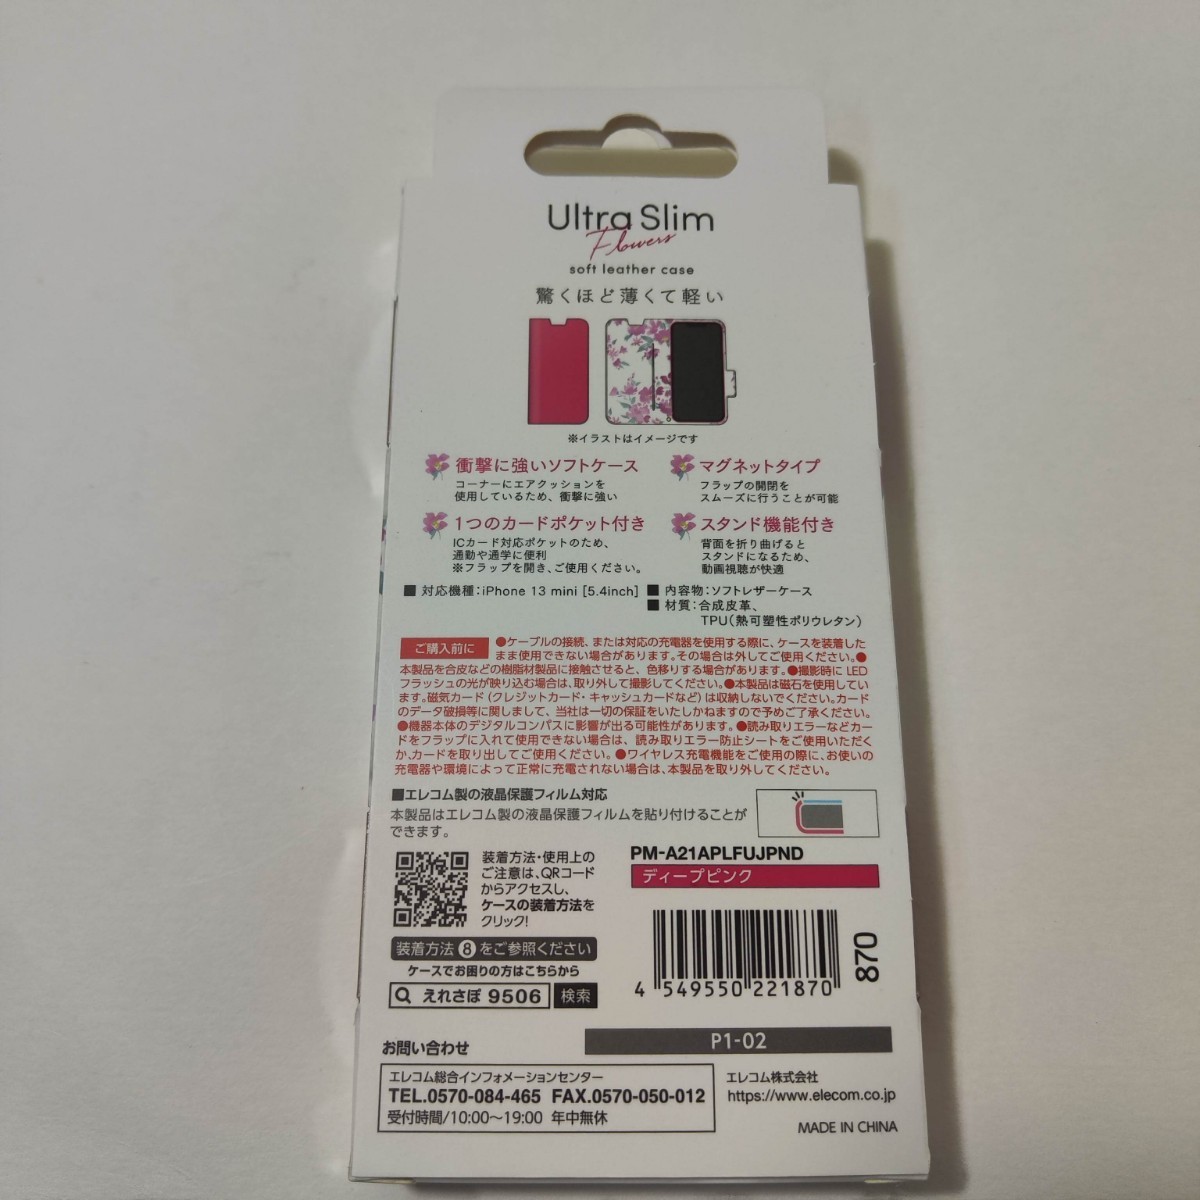 Ultra Slim
Flowers
soft leather case
驚くほど薄くて軽い
※イラストはイメージです
衝撃に強いソフトケース
コーナーにエアクッションを
使用しているため、衝撃に強い
マグネットタイプ
フラップの開閉を
スムーズに行うことが可能
1つのカードポケット付き
ICカード対応ポケットのため、
通勤や通学に便利
※フラップを開き、ご使用ください。
スタンド機能付き
背面を折り曲げると
スタンドになるため、
動画視聴が快適
■ 対応機種:iPhone 13 mini [5.4inch]
■ 内容物:ソフトレザーケース
■ 材質:合成皮革、
TPU(熱可塑性ポリウレタン)
ご購入前に
●ケーブルの接続、または対応の充電器を使用する際に、ケースを装着した
まま使用できない場合があります。その場合は外してご使用ください。●
本製品を合皮などの樹脂材製品に接触させると、色移りする場合があります。●撮影時にLED
フラッシュの光が映り込む場合は、取り外して撮影してください。●本製品は磁石を使用してい
ます。磁気カード(クレジットカード・キャッシュカードなど)は収納しないでください。カード
のデータ破損等に関しまして、当社は一切の保証をいたしかねますので予めご了承ください。
●機器本体のデジタルコンパスに影響が出る可能性があります。●読み取りエラーなどカー
ドをフラップに入れて使用できない場合は、読み取りエラー防止シートをご使用いただく
か、カードを取り出してご使用ください。●ワイヤレス充電機能をご使用の際に、お使いの
充電器や環境によって正常に充電されない場合は、本製品を取り外してください。
■エレコム製の液晶保護フィルム対応
本製品はエレコム製の液晶保護フィルムを貼り付けることが
できます。
装着方法・使用上の
ご注意は、QRコード
からアクセスし、
ケースの装着方法を
クリック!
装着方法 8 をご参照ください
ケースでお困りの方はこちらから
えれさぽ 9506 検索
PM-A21APLFUJPND
ディープピンク
4 549550 221870
870
P1-02
お問い合わせ
エレコム総合インフォメーションセンター
TEL.0570-084-465 FAX.0570-050-012
受付時間/10:00～19:00 年中無休
エレコム株式会社
https://www.elecom.co.jp
MADE IN CHINA